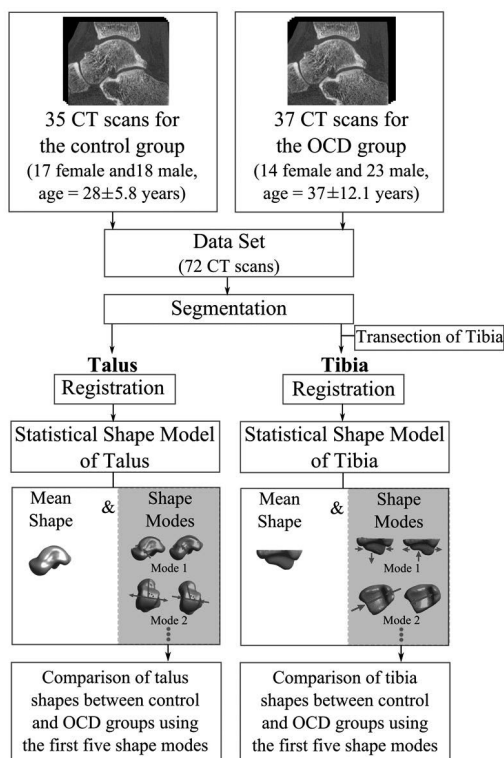 35 CT scans for
the control group
(17 female and18 male,
age = 28±5.8 years)
37 CT scans for
the OCD group
(14 female and 23 male,
age = 37±12.1 years)
Data Set
(72 CT scans)
Segmentation
Transection of Tibia
Talus
Registration
Statistical Shape Model
of Talus
Mean
Shape
&
Shape
Modes
Mode 1
Mode 2
Comparison of talus
shapes between control
and OCD groups using
the first five shape modes
Tibia
Registration
Statistical Shape Model
of Tibia
Mean
Shape
&
Shape
Modes
Mode 1
Mode 2
Comparison of tibia
shapes between control
and OCD groups using
the first five shape modes